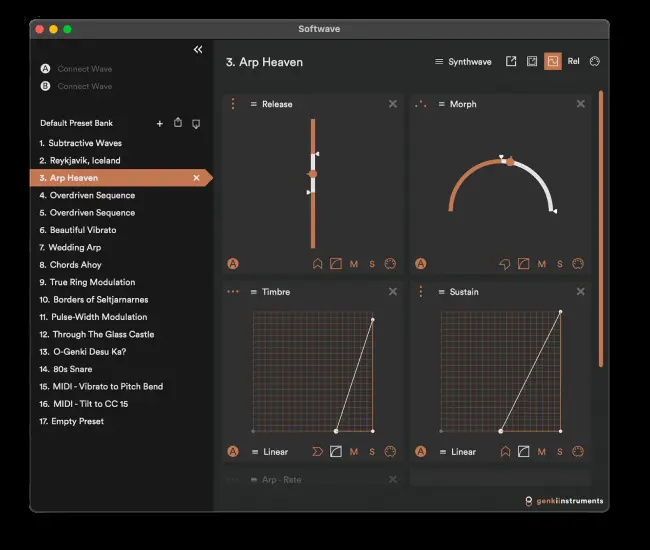 Softwave
A Connect Wave
B Connect Wave
Default Preset Bank
1. Subtractive Waves
2. Reykjavik, Iceland
3. Arp Heaven
4. Overdriven Sequence
5. Overdriven Sequence
6. Beautiful Vibrato
7. Wedding Arp
8. Chords Ahoy
9. True Ring Modulation
10. Borders of Seltjarnarnes
11. Pulse-Width Modulation
12. Through The Glass Castle
13. O-Genki Desu Ka?
14. 80s Snare
15. MIDI - Vibrato to Pitch Bend
16. MIDI - Tilt to CC 15
17. Empty Preset
3. Arp Heaven
Synthwave
Rel
Release
A M S
Morph
A M S
Timbre
A Linear M S
Sustain
A Linear M S
Arp - Rate
genkiinstruments